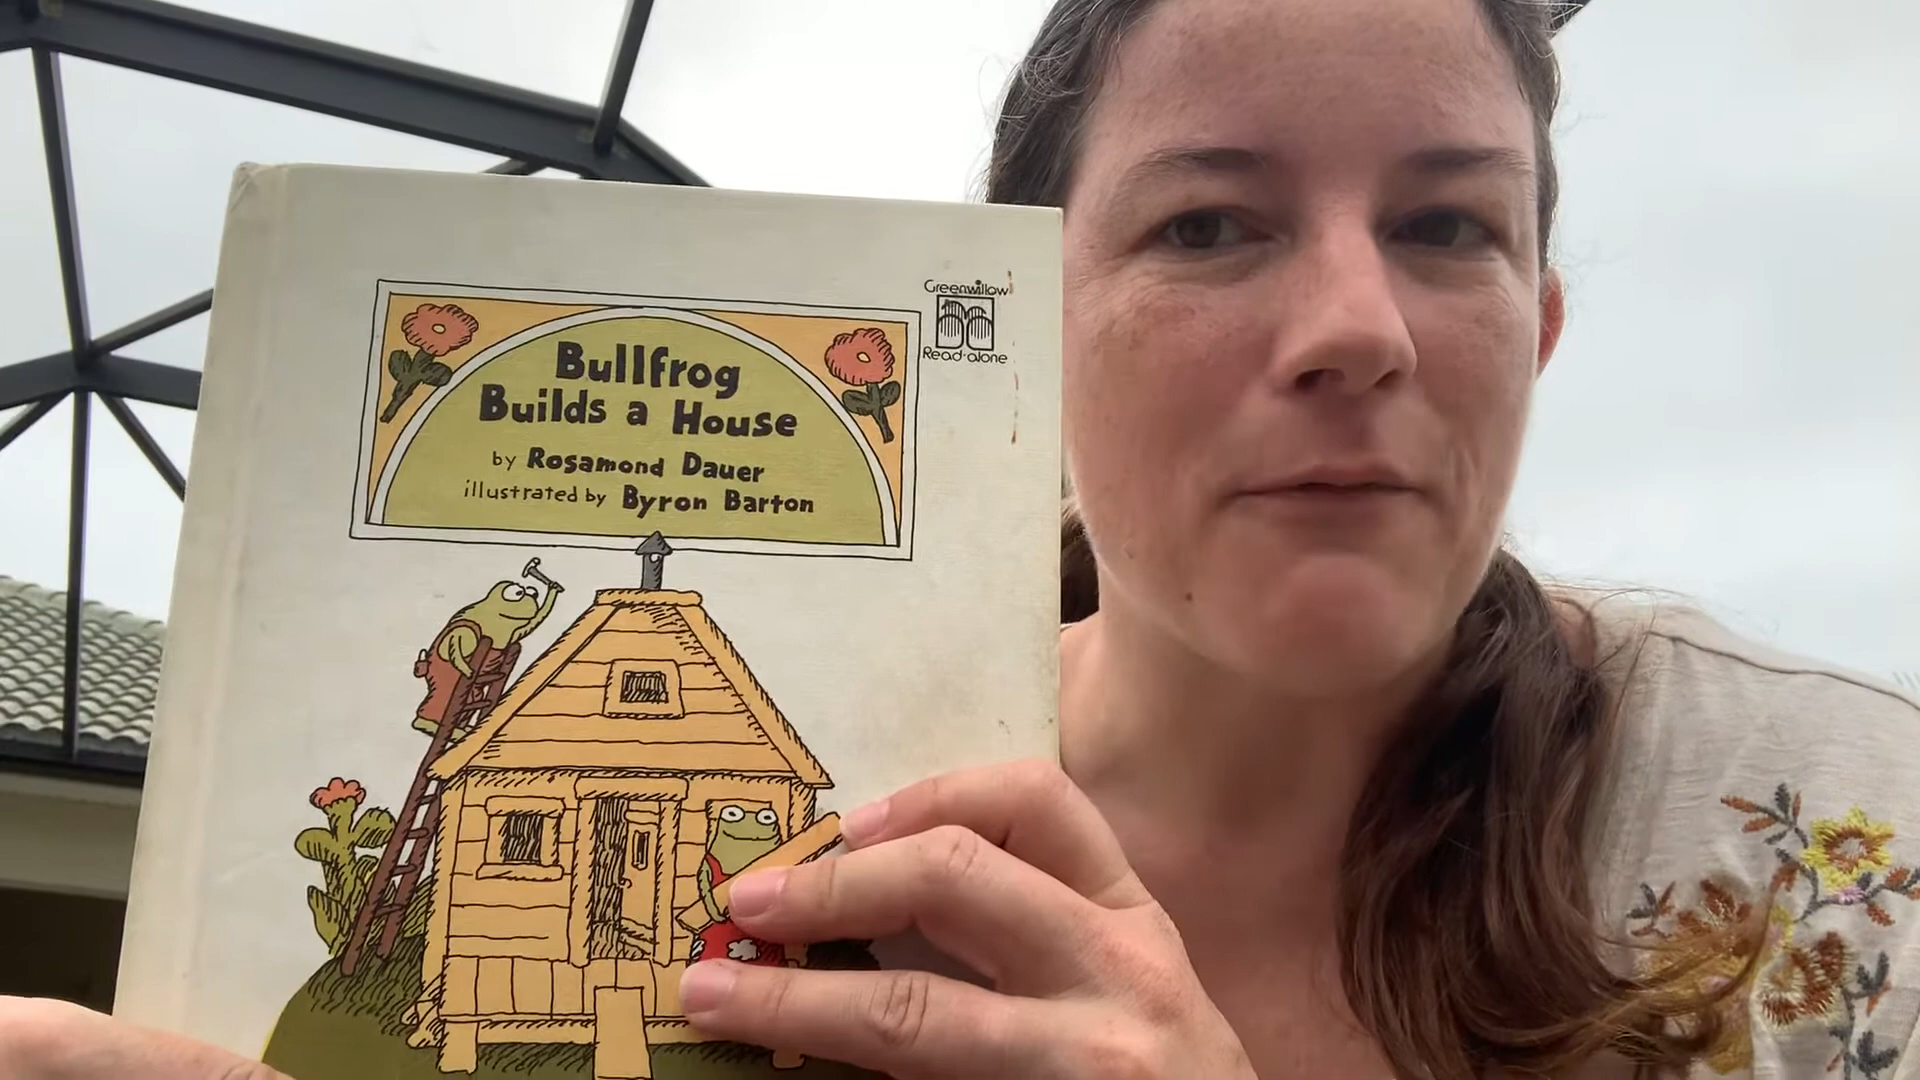 Greenwillow
Read-alone
Bullfrog
Builds a House
by Rosamond Dauer
illustrated by Byron Barton